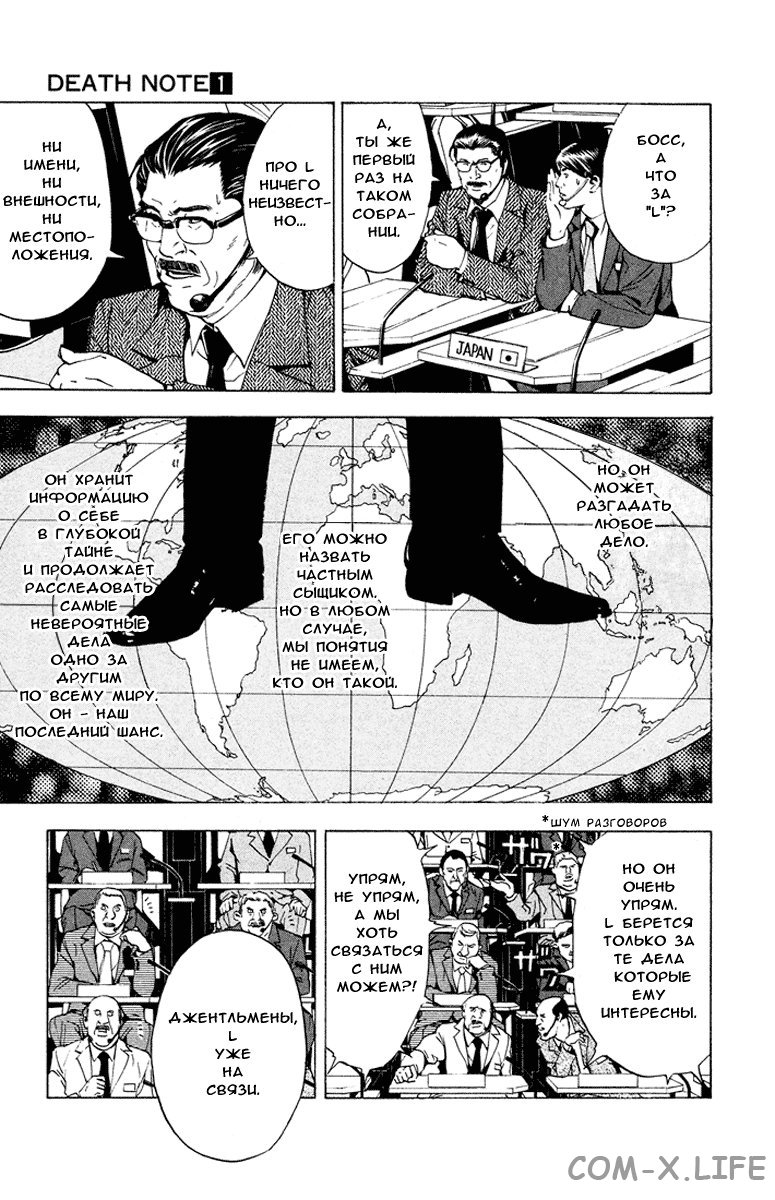 DEATH NOTE 1
БОСС,
А
ЧТО
ЗА
"L"?
А,
ТЫ ЖЕ
ПЕРВЫЙ
РАЗ НА
ТАКОМ
СОБРА-
НИИ.
JAPAN
ПРО L
НИЧЕГО
НЕИЗВЕСТ-
НО...
НИ
ИМЕНИ,
НИ
ВНЕШНОСТИ,
НИ
МЕСТОПО-
ЛОЖЕНИЯ.
НО ОН
МОЖЕТ
РАЗГАДАТЬ
ЛЮБОЕ
ДЕЛО.
ЕГО МОЖНО
НАЗВАТЬ
ЧАСТНЫМ
СЫЩИКОМ.
НО В ЛЮБОМ
СЛУЧАЕ,
МЫ ПОНЯТИЯ
НЕ ИМЕЕМ,
КТО ОН ТАКОЙ.
ОН ХРАНИТ
ИНФОРМАЦИЮ
О СЕБЕ
В ГЛУБОКОЙ
ТАЙНЕ
И ПРОДОЛЖАЕТ
РАССЛЕДОВАТЬ
САМЫЕ
НЕВЕРОЯТНЫЕ
ДЕЛА
ОДНО ЗА
ДРУГИМ
ПО ВСЕМУ МИРУ.
ОН - НАШ
ПОСЛЕДНИЙ ШАНС.
*ШУМ РАЗГОВОРОВ
*
ザワ
НО ОН
ОЧЕНЬ
УПРЯМ.
L БЕРЕТСЯ
ТОЛЬКО ЗА
ТЕ ДЕЛА
КОТОРЫЕ
ЕМУ
ИНТЕРЕСНЫ.
УПРЯМ,
НЕ УПРЯМ,
А МЫ
ХОТЬ
СВЯЗАТЬСЯ
С НИМ
МОЖЕМ?!
ДЖЕНТЛЬМЕНЫ,
L
УЖЕ
НА
СВЯЗИ.
COM-X.LIFE